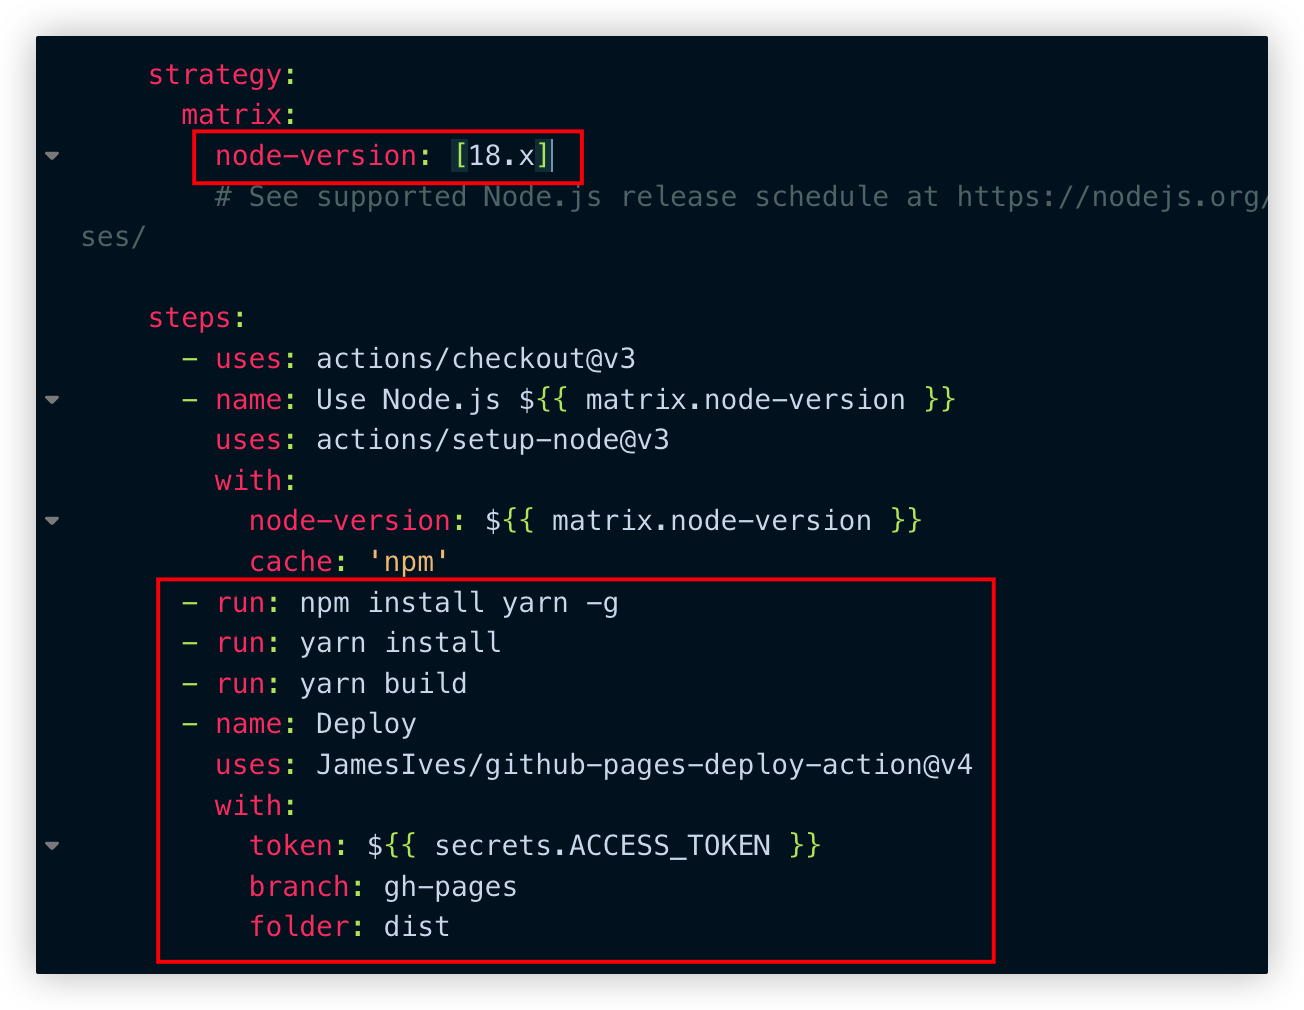 strategy:
matrix:
node-version: [18.x]
# See supported Node.js release schedule at https://nodejs.org/
ses/
steps:
- uses: actions/checkout@v3
- name: Use Node.js ${{ matrix.node-version }}
uses: actions/setup-node@v3
with:
node-version: ${{ matrix.node-version }}
cache: 'npm'
- run: npm install yarn -g
- run: yarn install
- run: yarn build
- name: Deploy
uses: JamesIves/github-pages-deploy-action@v4
with:
token: ${{ secrets.ACCESS_TOKEN }}
branch: gh-pages
folder: dist